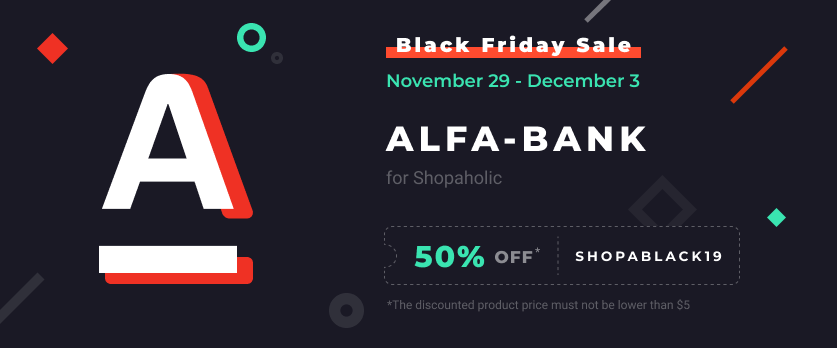 A
Black Friday Sale
November 29 - December 3
ALFA-BANK
for Shopaholic
50% OFF* SHOPABLACK19
*The discounted product price must not be lower than $5